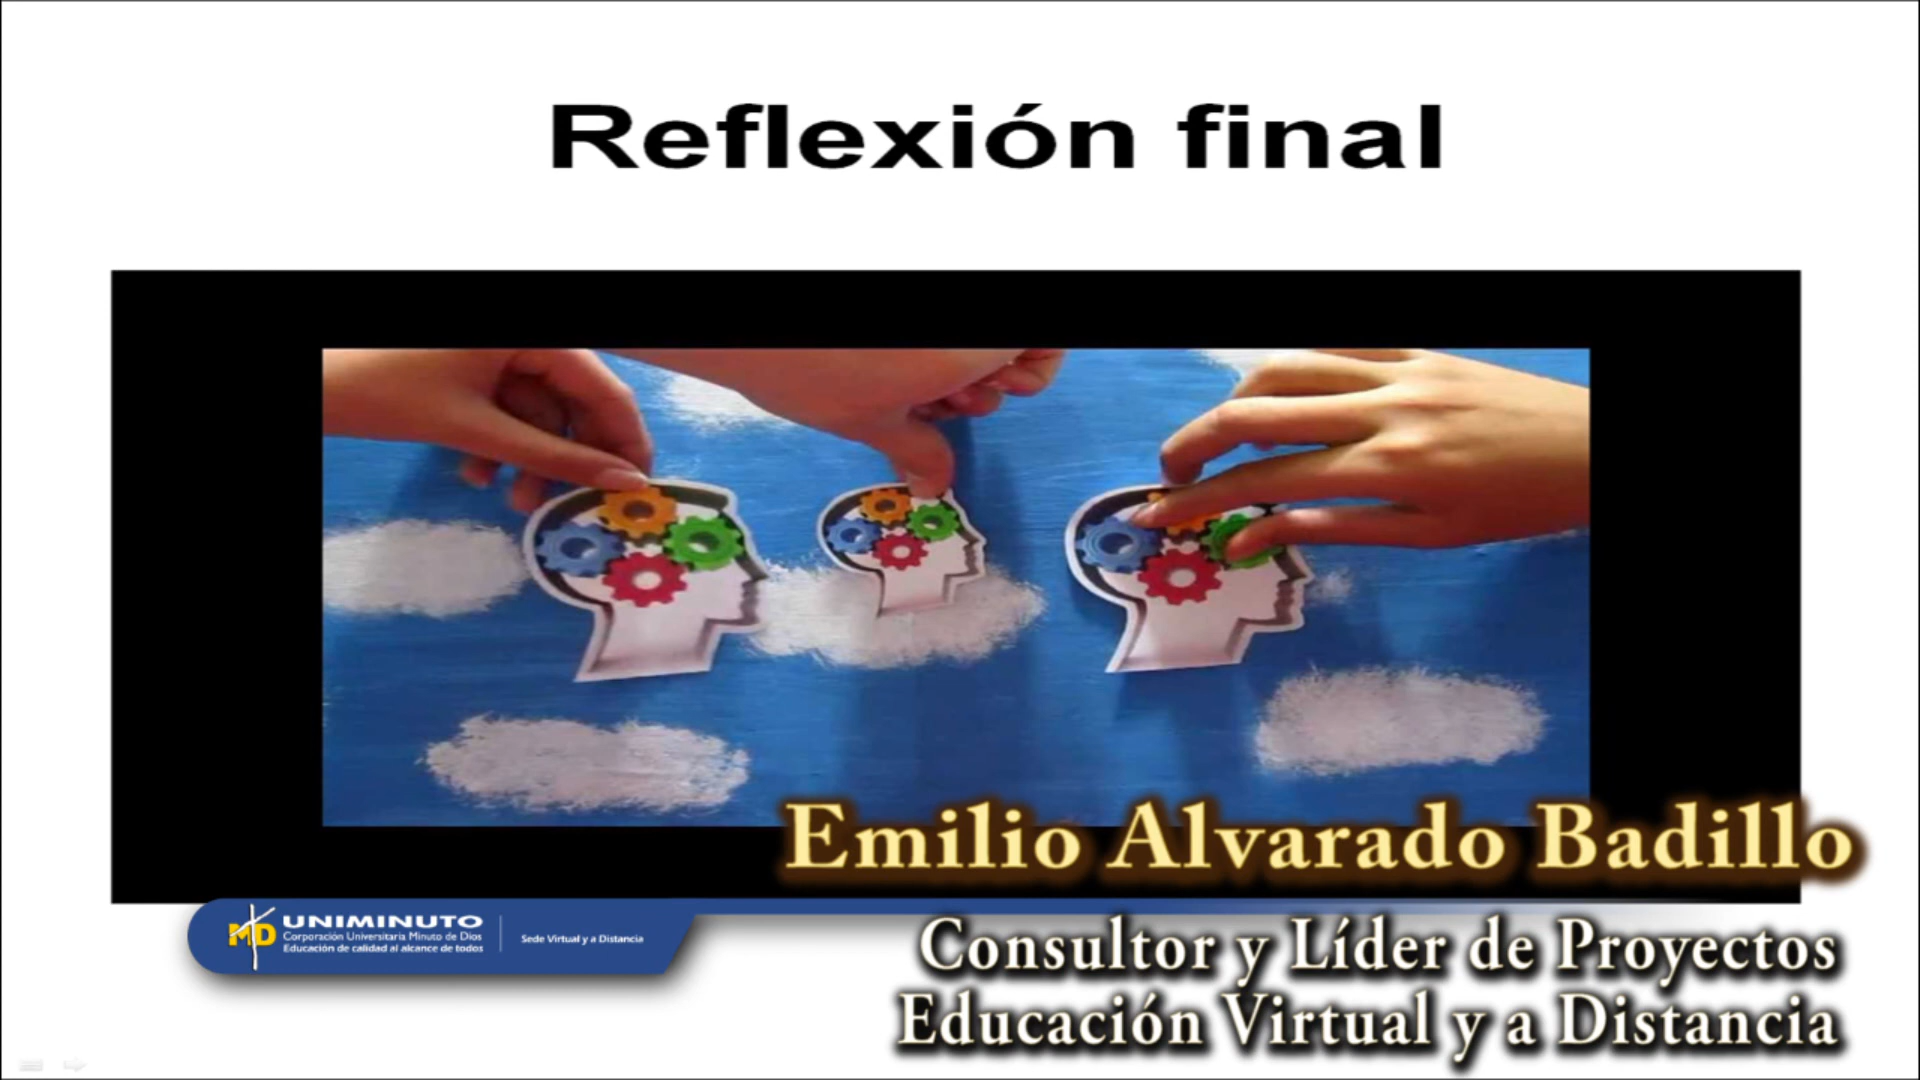 Reflexión final
Emilio Alvarado Badillo
MD UNIMINUTO
Corporación Universitaria Minuto de Dios
Educación de calidad al alcance de todos
Sede Virtual y a Distancia
Consultor y Líder de Proyectos
Educación Virtual y a Distancia